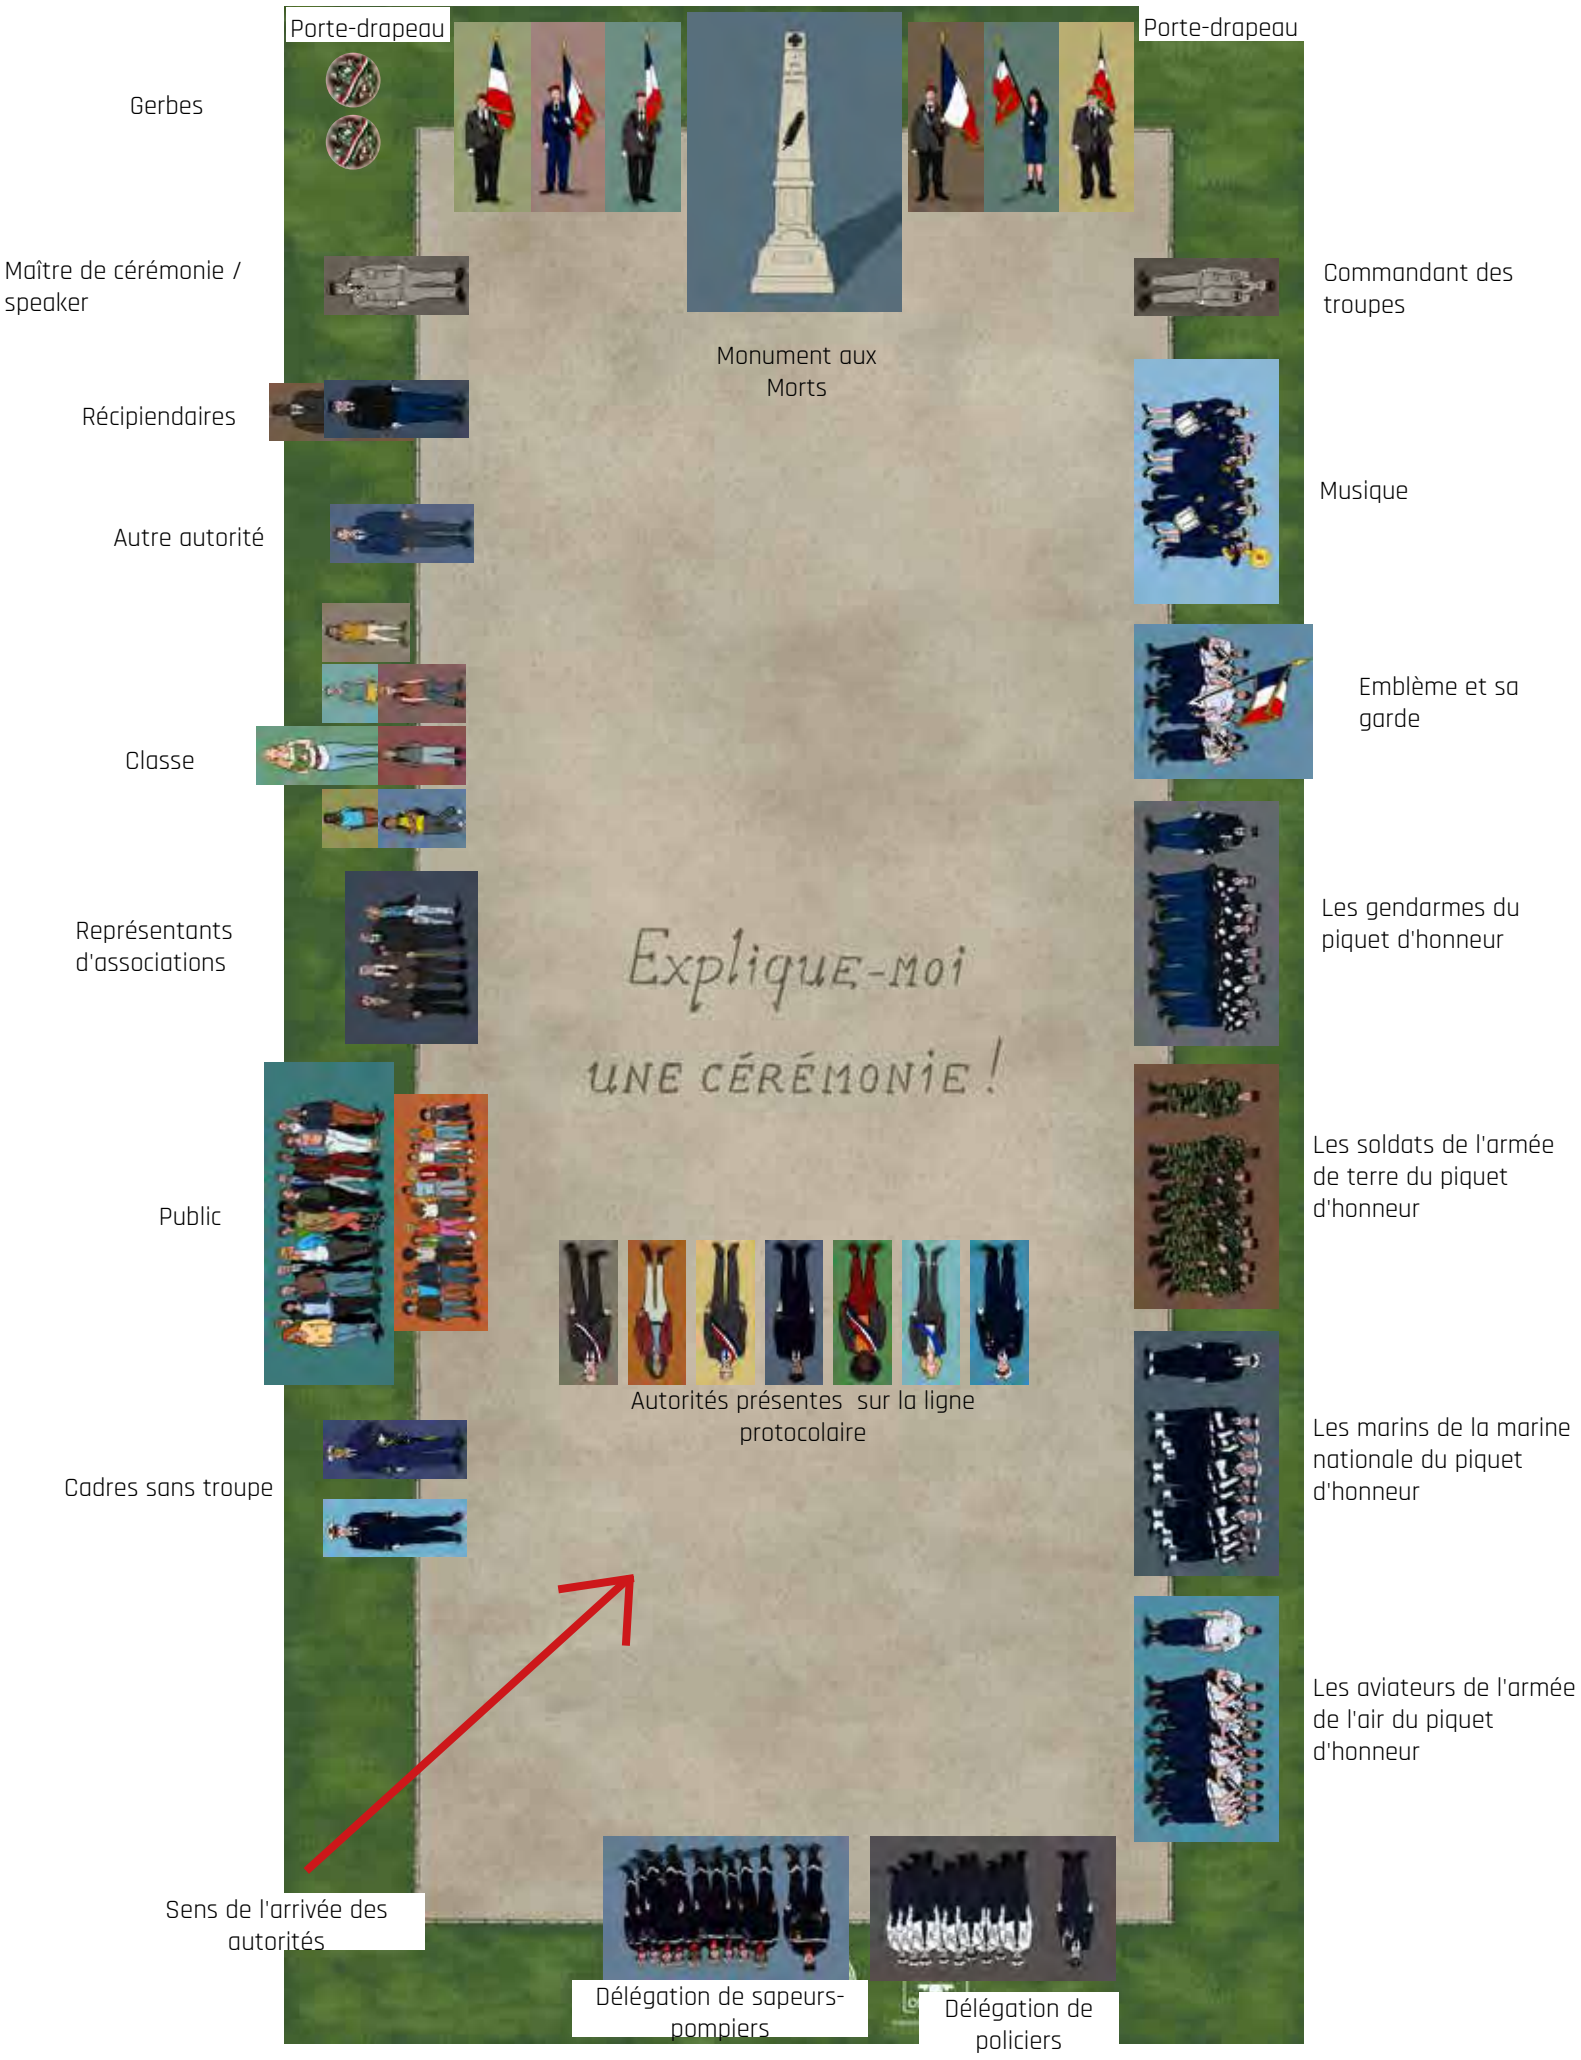 Porte-drapeau
Porte-drapeau
Gerbes
Maître de cérémonie /
speaker
Commandant des
troupes
Monument aux
Morts
Récipiendaires
Musique
Autre autorité
Emblème et sa
garde
Classe
Les gendarmes du
piquet d'honneur
Représentants
d'associations
Explique-moi
une cérémonie !
Les soldats de l'armée
de terre du piquet
d'honneur
Public
Autorités présentes sur la ligne
protocolaire
Les marins de la marine
nationale du piquet
d'honneur
Cadres sans troupe
Les aviateurs de l'armée
de l'air du piquet
d'honneur
Sens de l'arrivée des
autorités
Délégation de sapeurs-
pompiers
Délégation de
policiers